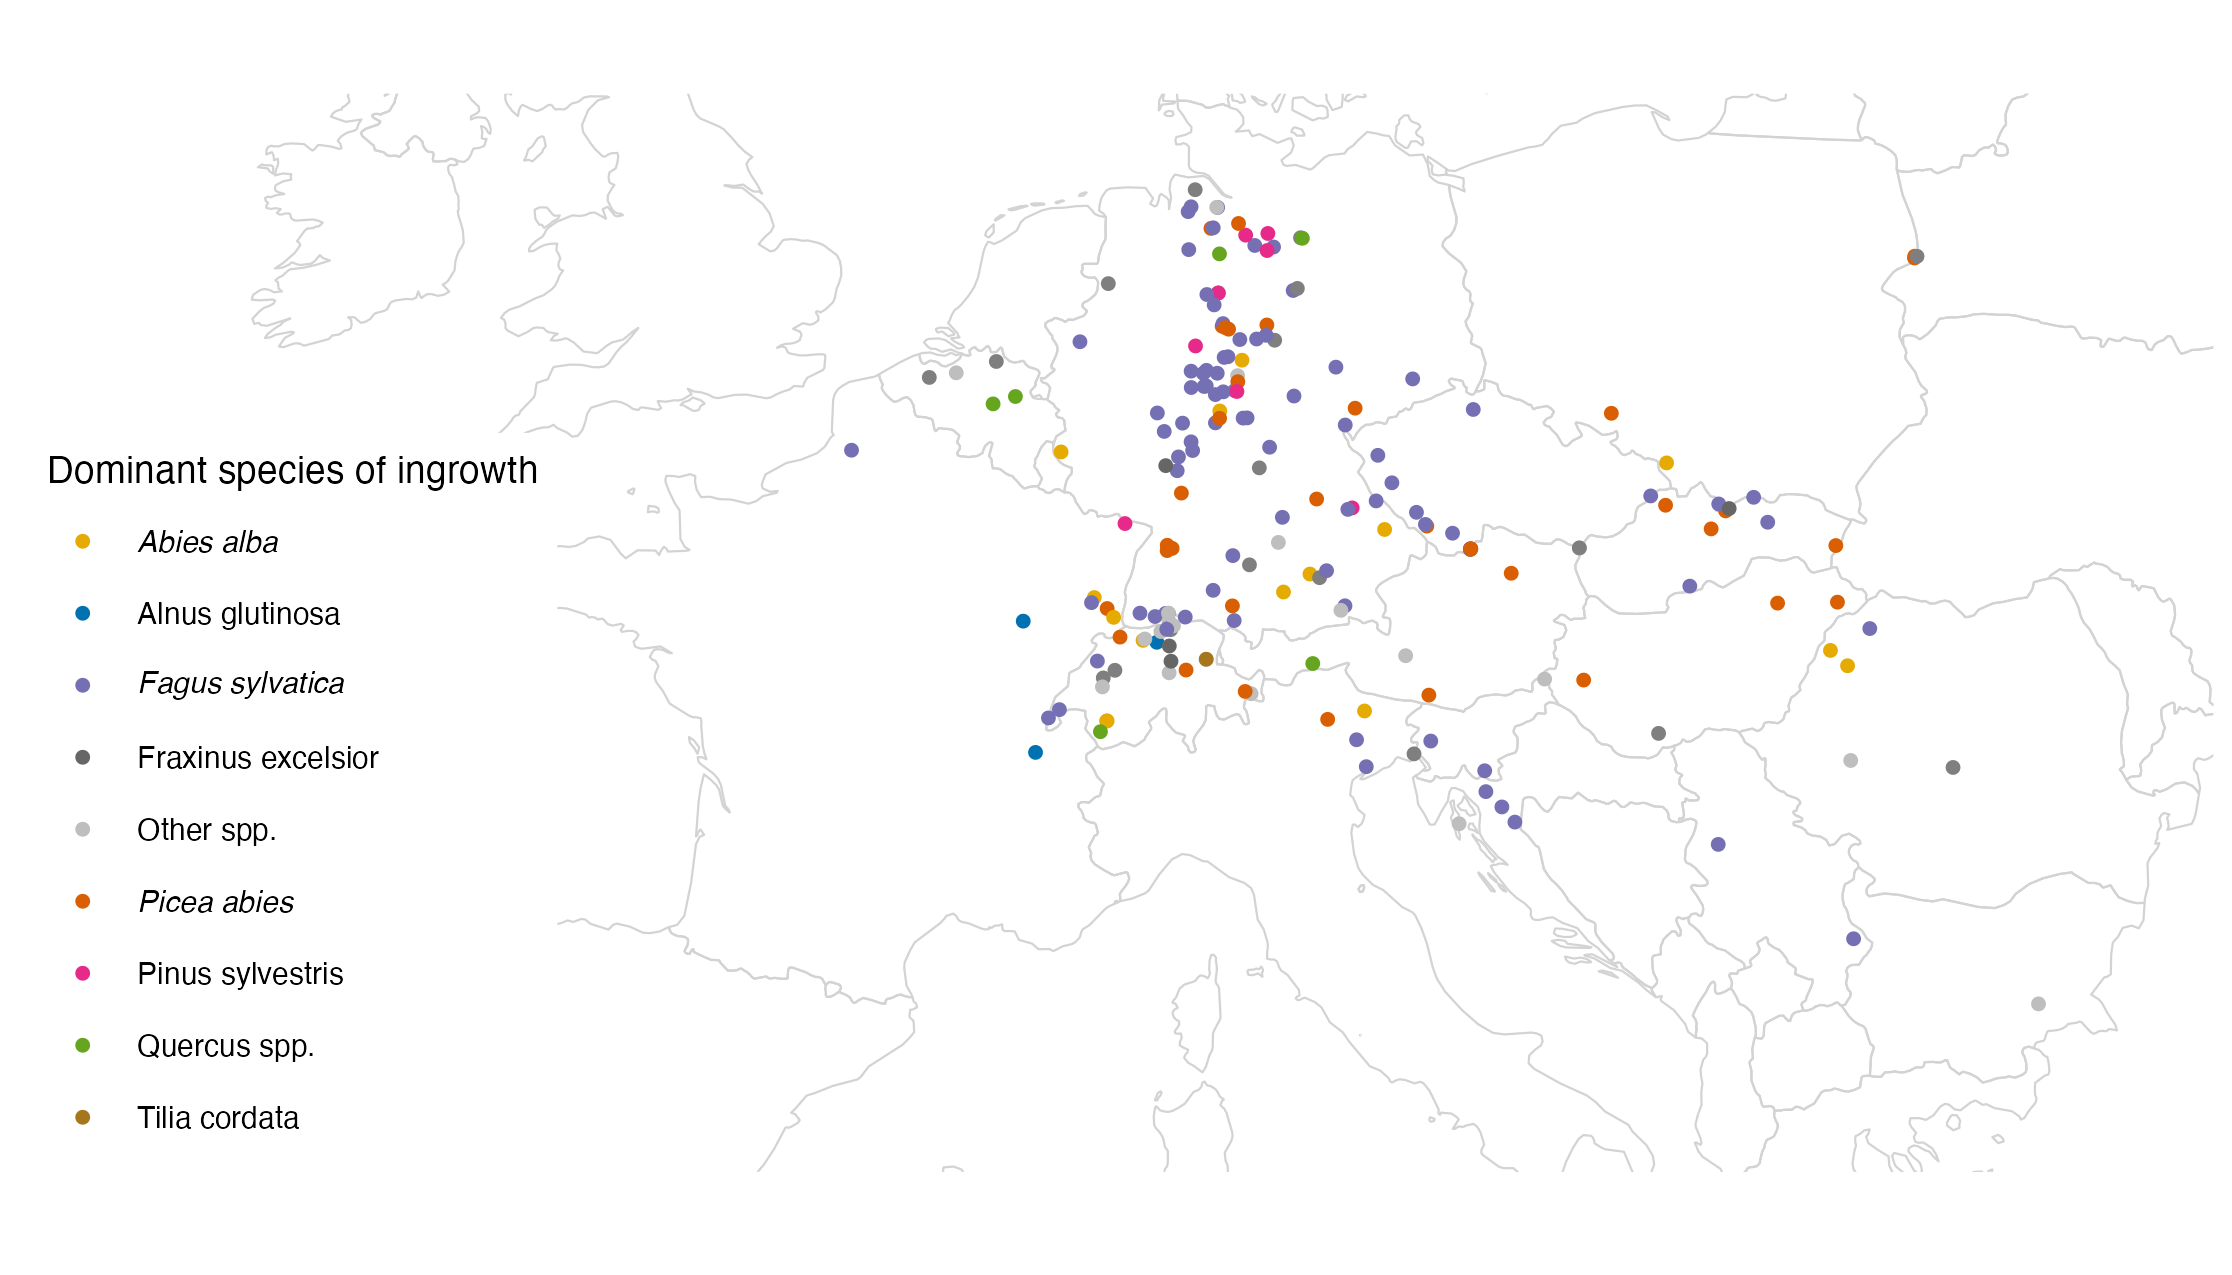 Dominant species of ingrowth
Abies alba
Alnus glutinosa
Fagus sylvatica
Fraxinus excelsior
Other spp.
Picea abies
Pinus sylvestris
Quercus spp.
Tilia cordata